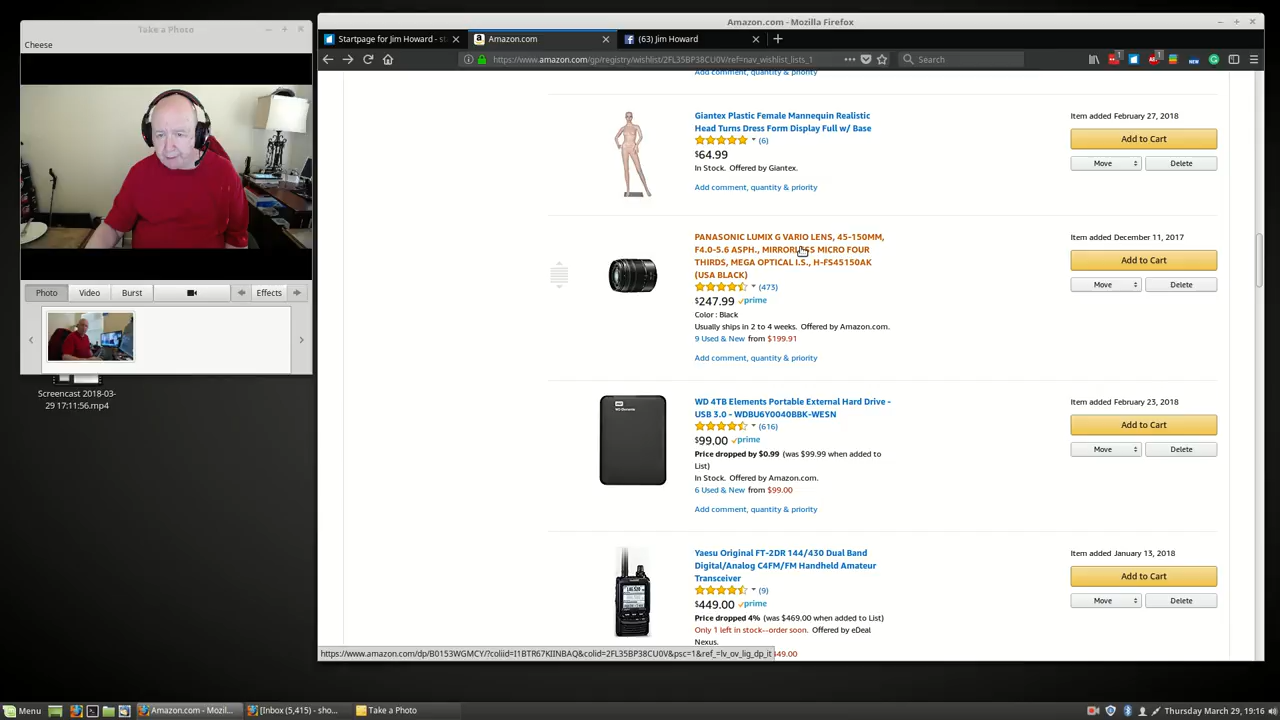 Take a Photo
Cheese
Photo
Video
Burst
Effects
Screencast 2018-03-
29 17:11:56.mp4
Amazon.com - Mozilla Firefox
Startpage for Jim Howard - st
Amazon.com
(63) Jim Howard
https://www.amazon.com/gp/registry/wishlist/2FL35BP38CU0V/ref=nav_wishlist_lists_1
Search
Add comment, quantity & priority
Giantex Plastic Female Mannequin Realistic
Head Turns Dress Form Display Full w/ Base
(6)
$64.99
In Stock. Offered by Giantex.
Add comment, quantity & priority
Item added February 27, 2018
Add to Cart
Move
Delete
PANASONIC LUMIX G VARIO LENS, 45-150MM,
F4.0-5.6 ASPH., MIRRORLESS MICRO FOUR
THIRDS, MEGA OPTICAL I.S., H-FS45150AK
(USA BLACK)
(473)
$247.99 prime
Color : Black
Usually ships in 2 to 4 weeks. Offered by Amazon.com.
9 Used & New from $199.91
Add comment, quantity & priority
Item added December 11, 2017
Add to Cart
Move
Delete
WD 4TB Elements Portable External Hard Drive -
USB 3.0 - WDBU6Y0040BBK-WESN
(616)
$99.00 prime
Price dropped by $0.99 (was $99.99 when added to
List)
In Stock. Offered by Amazon.com.
6 Used & New from $99.00
Add comment, quantity & priority
Item added February 23, 2018
Add to Cart
Move
Delete
Yaesu Original FT-2DR 144/430 Dual Band
Digital/Analog C4FM/FM Handheld Amateur
Transceiver
(9)
$449.00 prime
Price dropped 4% (was $469.00 when added to List)
Only 1 left in stock--order soon. Offered by eDeal
Nexus.
Item added January 13, 2018
Add to Cart
Move
Delete
https://www.amazon.com/dp/B0153WGMCY/?coliid=I1BTR67KIINBAQ&colid=2FL35BP38CU0V&psc=1&ref_=lv_ov_lig_dp_it
Menu
Amazon.com - Mozil...
[Inbox (5,415) - sho...
Take a Photo
Thursday March 29, 19:16